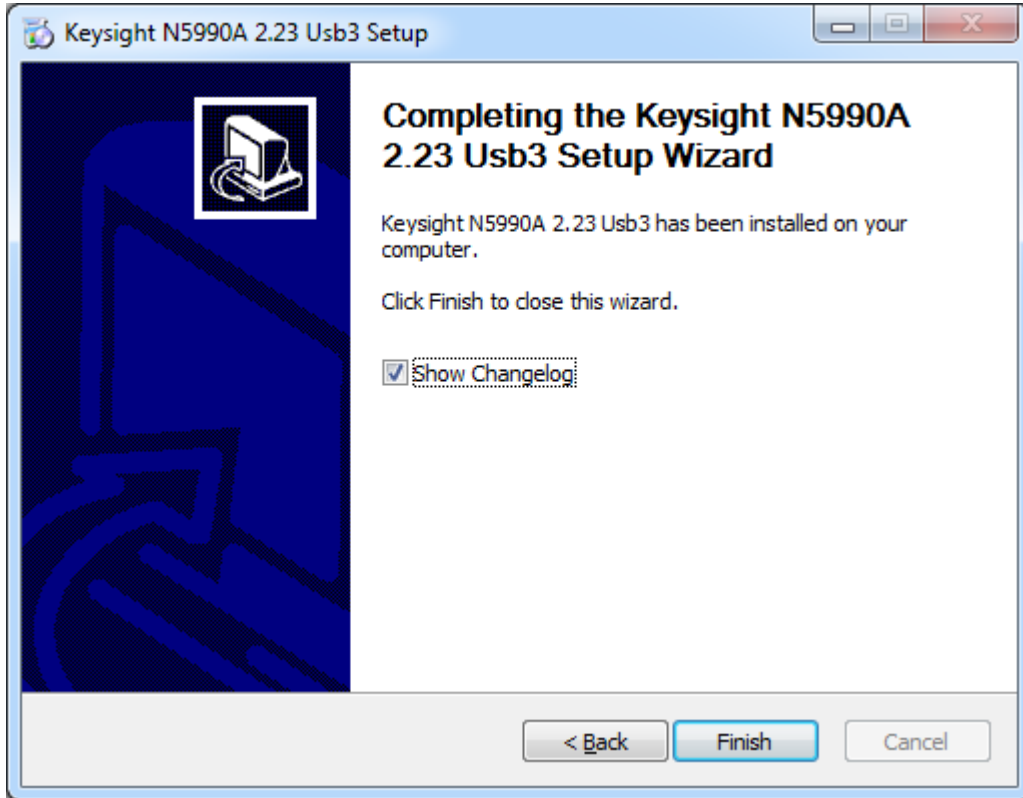 Keysight N5990A 2.23 Usb3 Setup
Completing the Keysight N5990A
2.23 Usb3 Setup Wizard
Keysight N5990A 2.23 Usb3 has been installed on your
computer.
Click Finish to close this wizard.
Show Changelog
< Back Finish Cancel